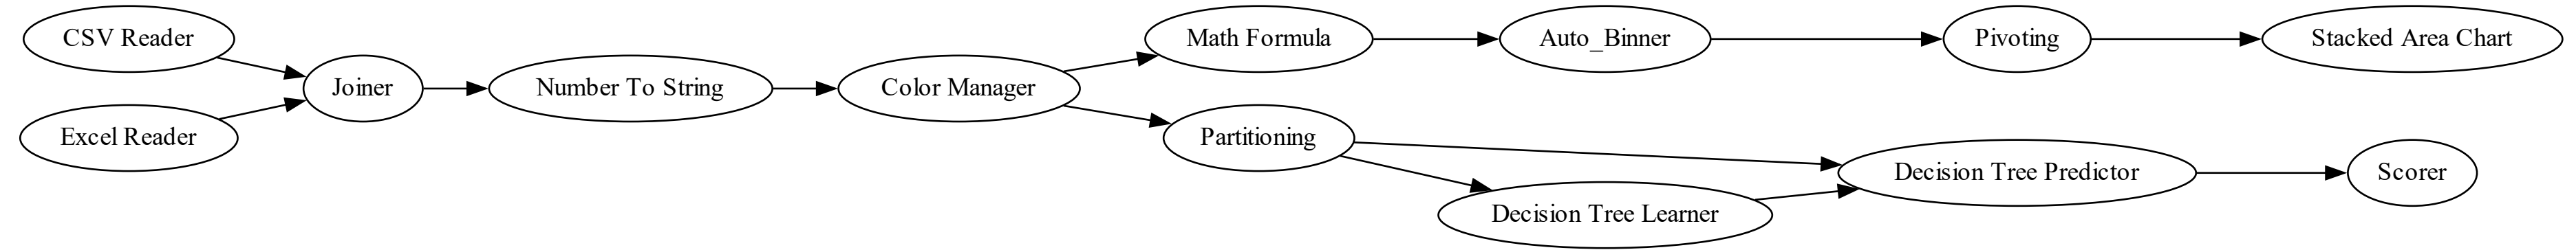 CSV Reader
Excel Reader
Joiner
Number To String
Color Manager
Math Formula
Auto_Binner
Pivoting
Stacked Area Chart
Partitioning
Decision Tree Learner
Decision Tree Predictor
Scorer